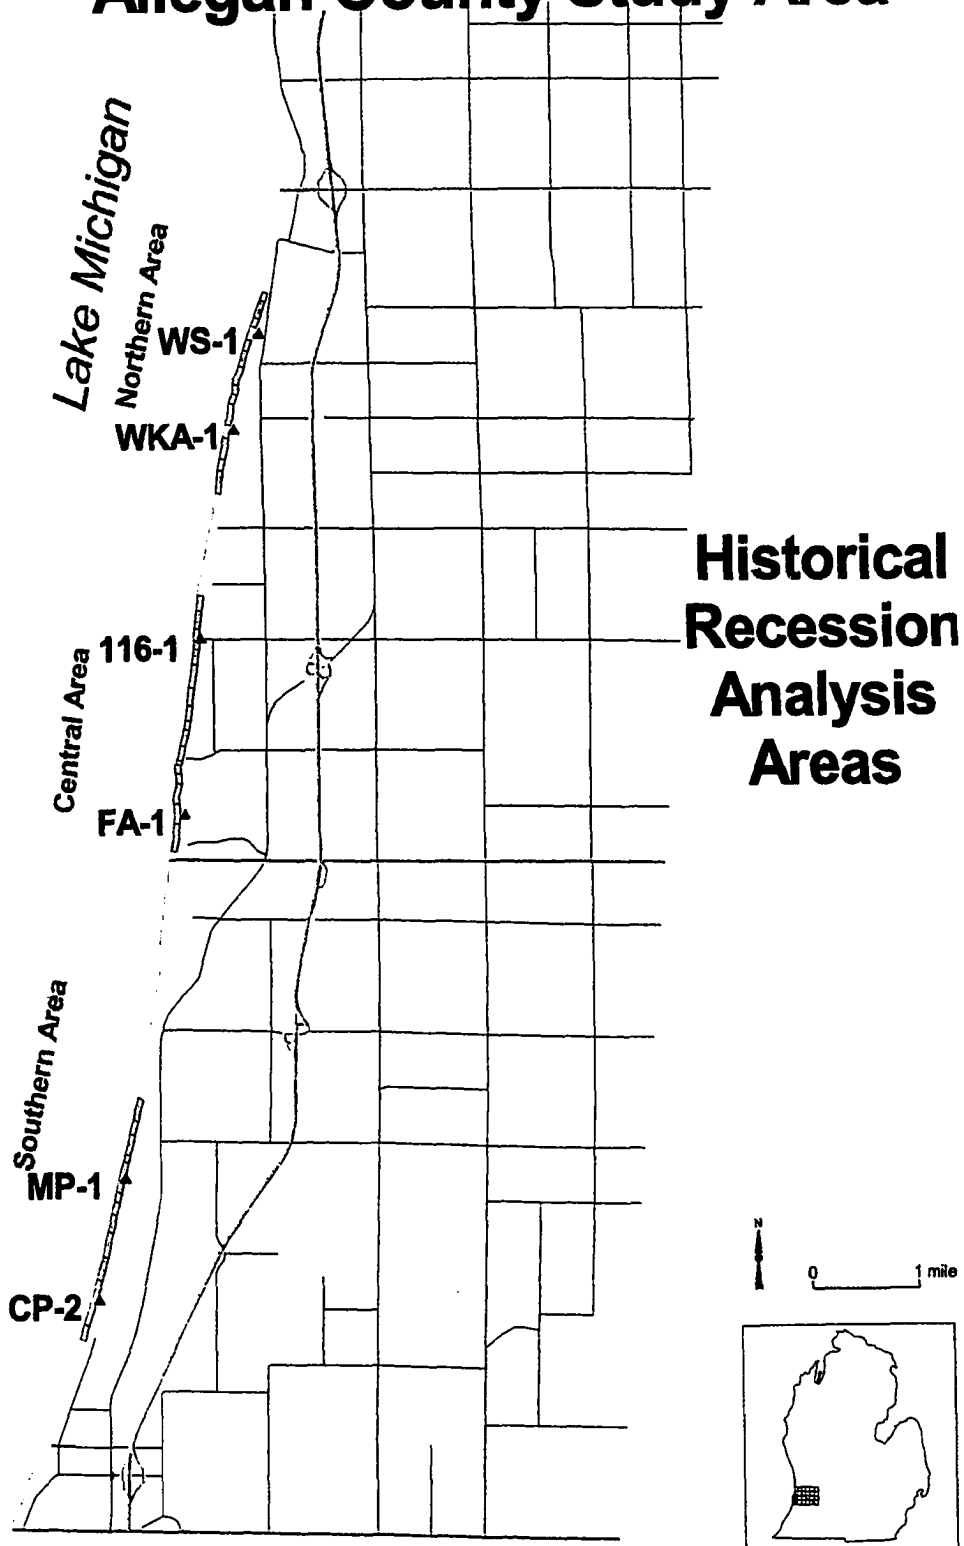 Allegan County Study Area
Lake Michigan
Northern Area
WS-1
WKA-1
Historical
Recession
Analysis
Areas
116-1
Central Area
FA-1
Southern Area
MP-1
CP-2
N
0 1 mile